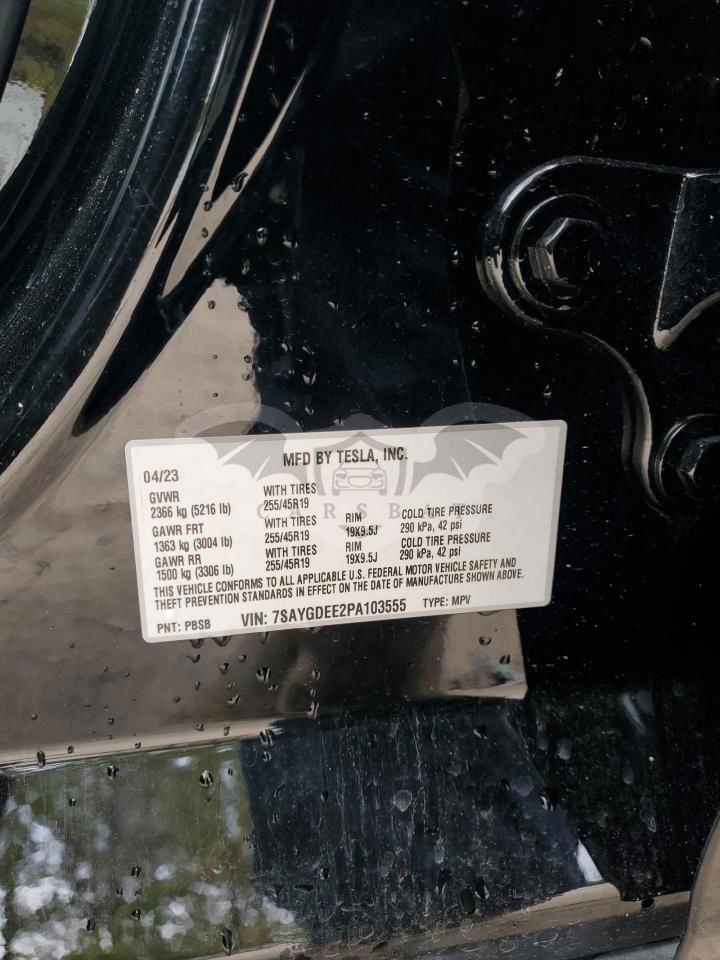 MFD BY TESLA, INC.
04/23
GVWR
2366 kg (5216 lb)
WITH TIRES
255/45R19
GAWR FRT
1363 kg (3004 lb)
WITH TIRES
255/45R19
RIM
19X9.5J
COLD TIRE PRESSURE
290 kPa, 42 psi
GAWR RR
1500 kg (3306 lb)
WITH TIRES
255/45R19
RIM
19X9.5J
COLD TIRE PRESSURE
290 kPa, 42 psi
THIS VEHICLE CONFORMS TO ALL APPLICABLE U.S. FEDERAL MOTOR VEHICLE SAFETY AND
THEFT PREVENTION STANDARDS IN EFFECT ON THE DATE OF MANUFACTURE SHOWN ABOVE.
PNT: PBSB VIN: 7SAYGDEE2PA103555 TYPE: MPV
CARSBAT